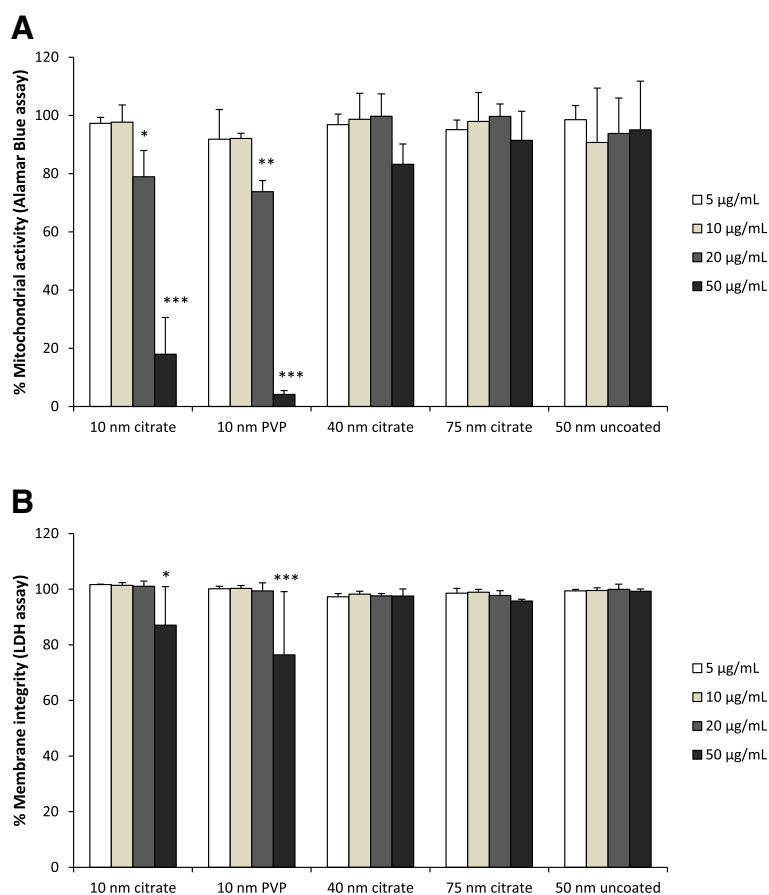 A
% Mitochondrial activity (Alamar Blue assay)
120
100
80
60
40
20
0
*
***
**
***
10 nm citrate
10 nm PVP
40 nm citrate
75 nm citrate
50 nm uncoated
5 µg/mL
10 µg/mL
20 µg/mL
50 µg/mL
B
% Membrane integrity (LDH assay)
120
100
80
60
40
20
0
*
***
10 nm citrate
10 nm PVP
40 nm citrate
75 nm citrate
50 nm uncoated
5 µg/mL
10 µg/mL
20 µg/mL
50 µg/mL